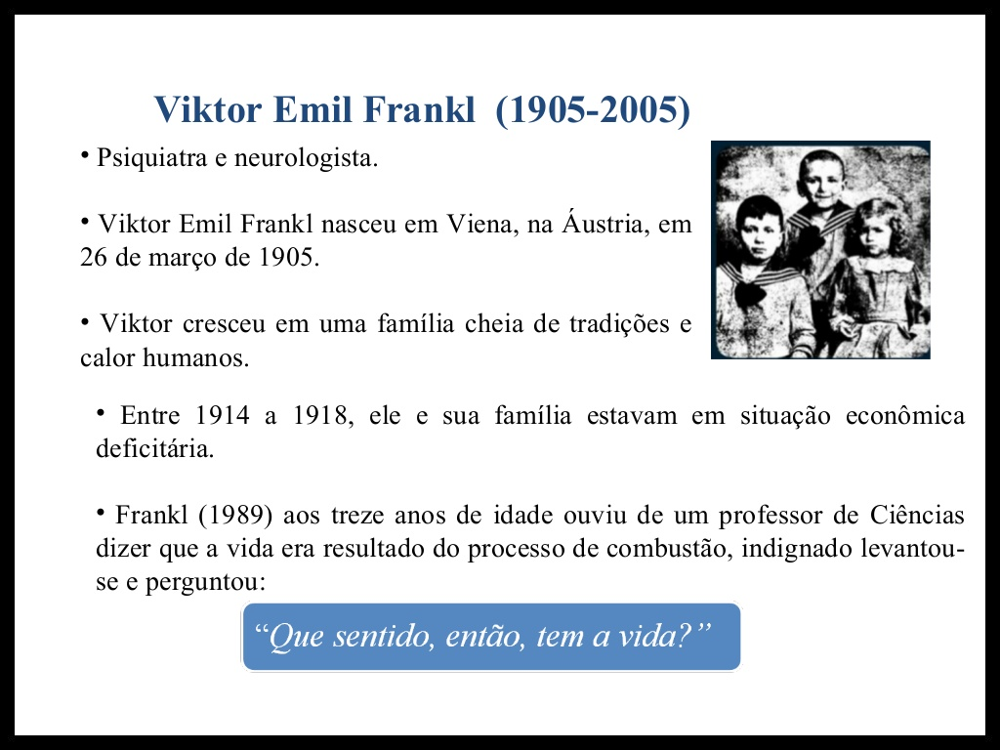 Viktor Emil Frankl (1905-2005)
• Psiquiatra e neurologista.
• Viktor Emil Frankl nasceu em Viena, na Áustria, em
26 de março de 1905.
• Viktor cresceu em uma família cheia de tradições e
calor humanos.
• Entre 1914 a 1918, ele e sua família estavam em situação econômica
deficitária.
• Frankl (1989) aos treze anos de idade ouviu de um professor de Ciências
dizer que a vida era resultado do processo de combustão, indignado levantou-
se e perguntou:
“Que sentido, então, tem a vida?”